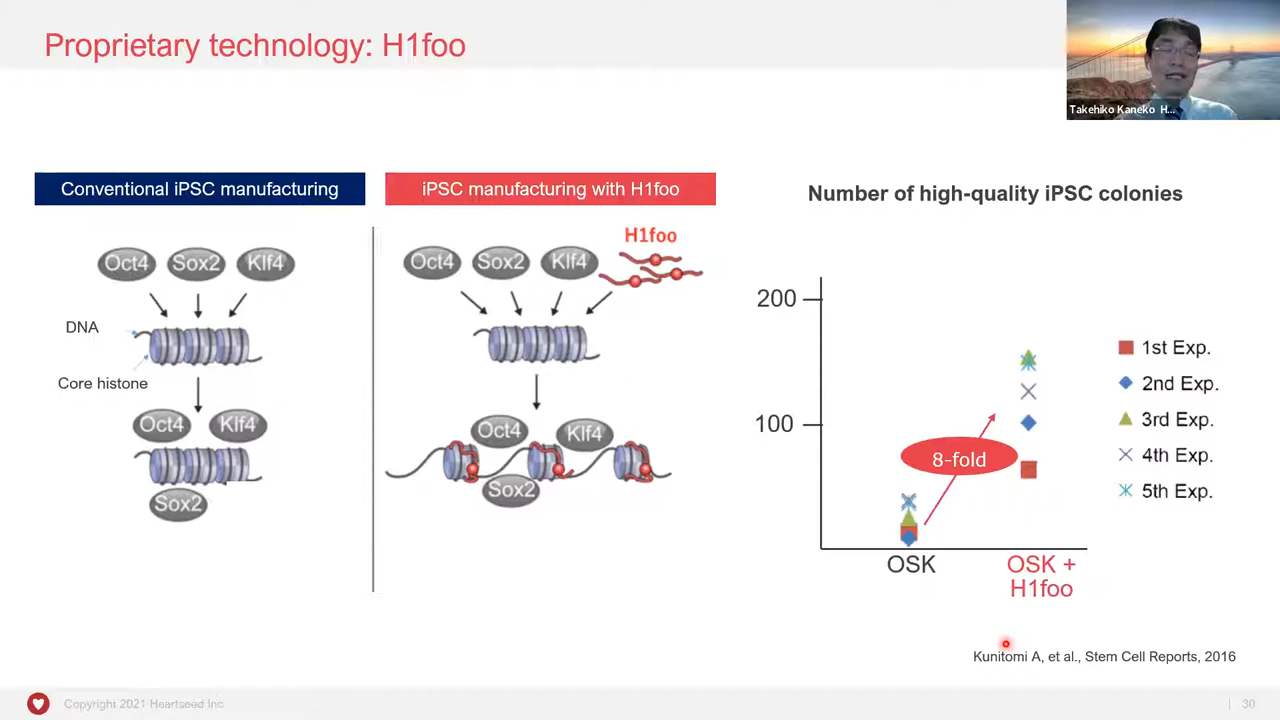 Proprietary technology: H1foo
Takehiko Kaneko H...
Conventional iPSC manufacturing
iPSC manufacturing with H1foo
Number of high-quality iPSC colonies
Oct4 Sox2 Klf4
DNA
Core histone
Oct4 Klf4
Sox2
H1foo
Oct4 Sox2 Klf4
Oct4 Klf4
Sox2
200
100
8-fold
OSK
OSK +
H1foo
1st Exp.
2nd Exp.
3rd Exp.
4th Exp.
5th Exp.
Kunitomi A, et al., Stem Cell Reports, 2016
Copyright 2021 Heartseed Inc
30